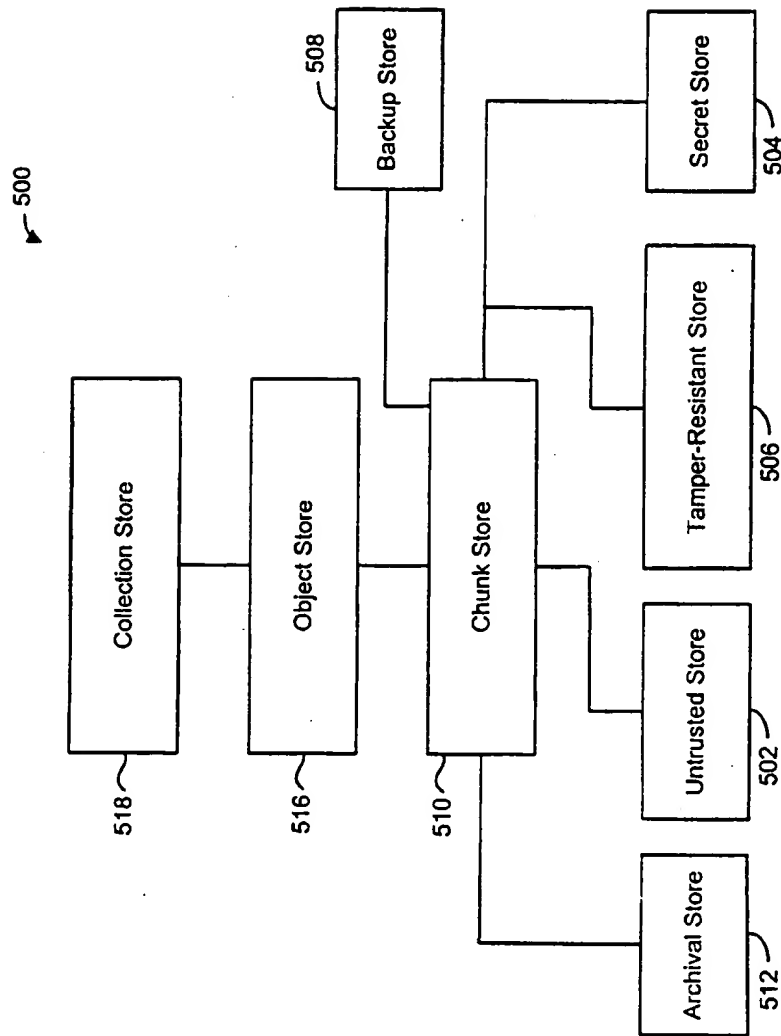 500
Collection Store
518
Object Store
516
Backup Store
508
Chunk Store
510
Archival Store
512
Untrusted Store
502
Tamper-Resistant Store
506
Secret Store
504